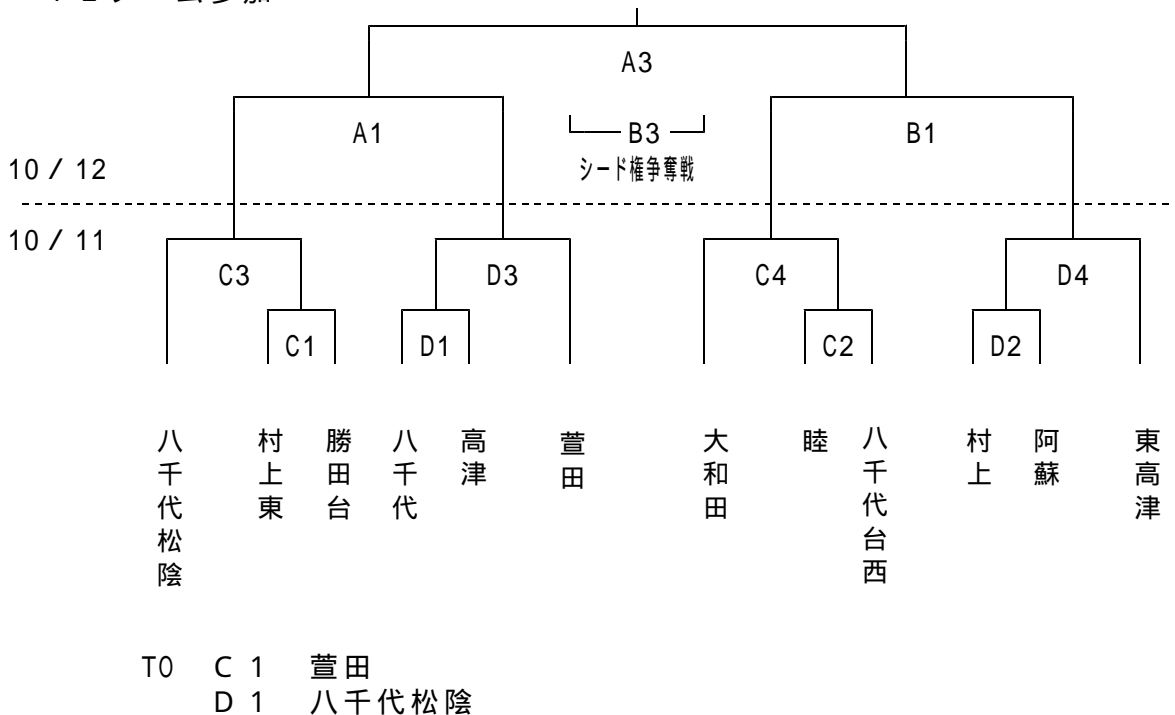 A3
A1
B3
B1
シード権争奪戦
10 / 12
10 / 11
C3
D3
C4
D4
C1
D1
C2
D2
八千代松陰
村上東
勝田台
八千代
高津
萱田
大和田
睦
八千代台西
村上
阿蘇
東高津
TO C 1 萱田
D 1 八千代松陰